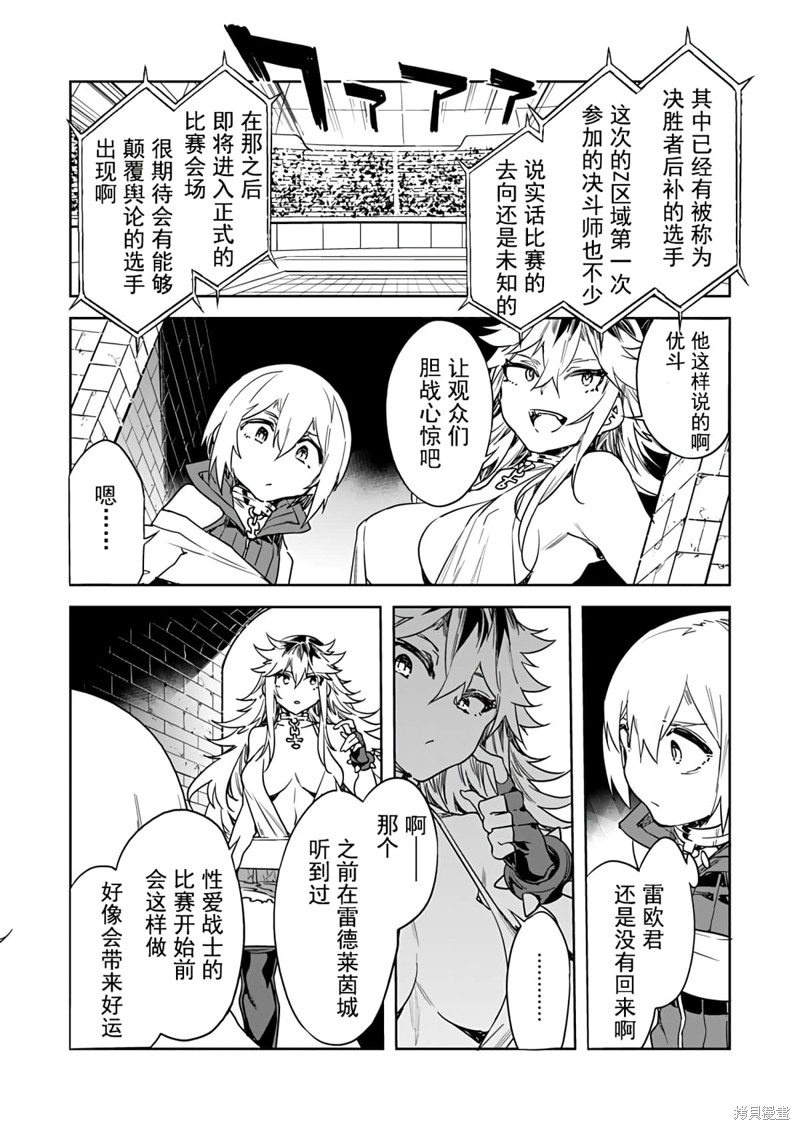 ワァァァ
其中已经有被称为
决胜者后补的选手
这次的Z区域第一次
参加的决斗师也不少
说实话比赛的
去向还是未知的
在那之后
即将进入正式的
比赛会场
很期待会有能够
颠覆舆论的选手
出现啊
他这样说的啊
优斗
让观众们
胆战心惊吧
嗯……
雷欧君
还是没有回来啊
………
啊——
那个
之前在雷德莱茵城
听到过
性爱战士的
比赛开始前
会这样做
好像会带来好运
拷贝漫畫